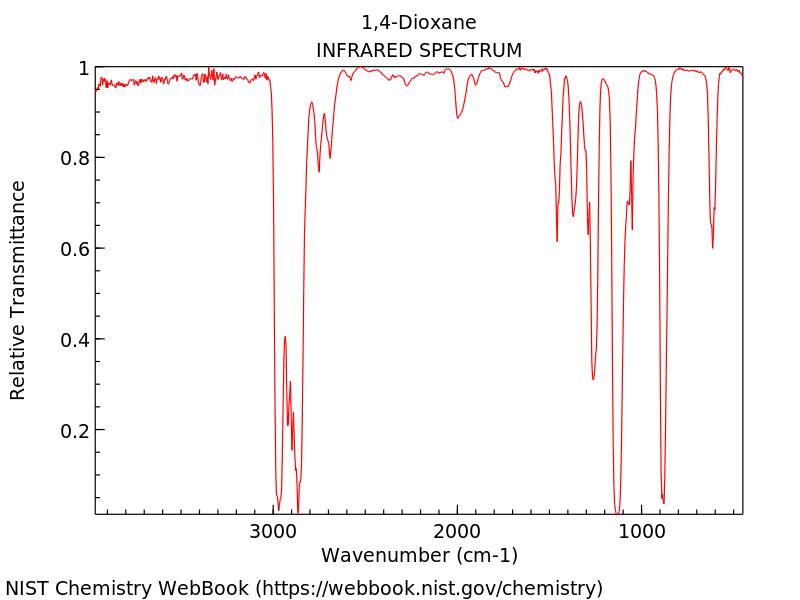 1,4-Dioxane
INFRARED SPECTRUM
1
0.8
0.6
0.4
0.2
Relative Transmittance
3000 2000 1000
Wavenumber (cm-1)
NIST Chemistry WebBook (https://webbook.nist.gov/chemistry)